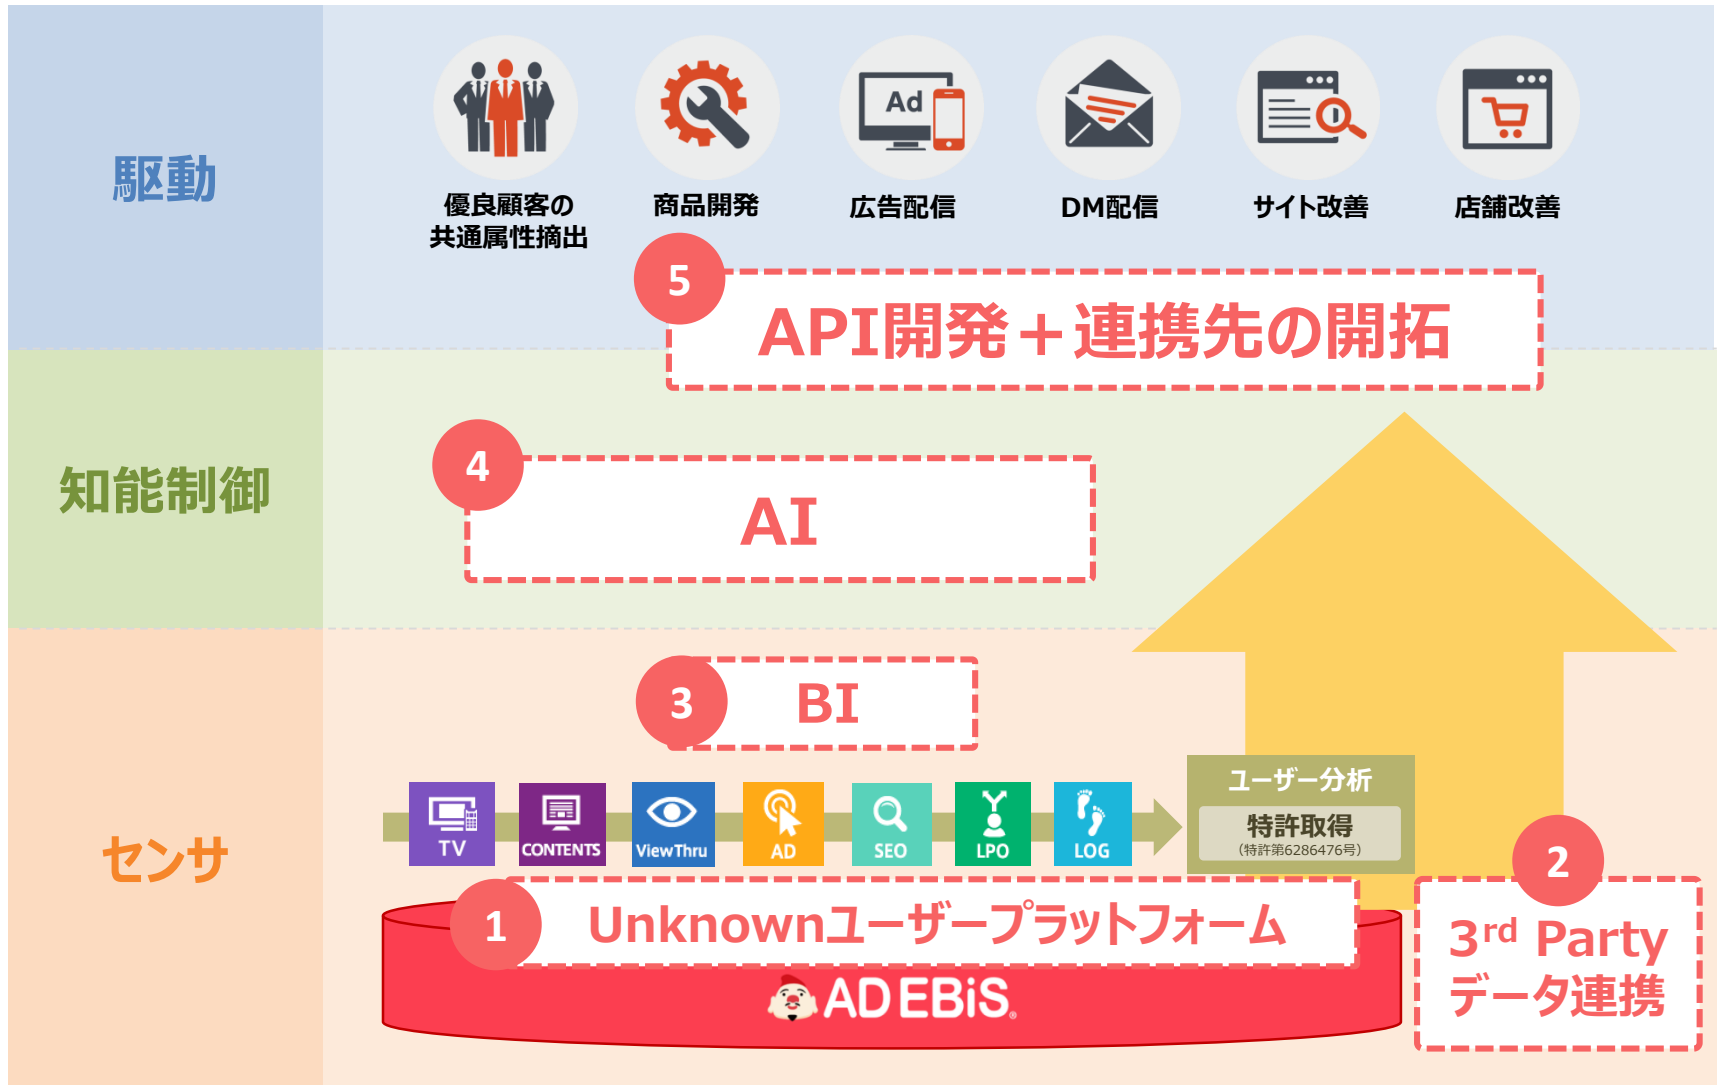 駆動
Ad
優良顧客の
共通属性摘出
商品開発
広告配信
DM配信
サイト改善
店舗改善
5
API開発＋連携先の開拓
知能制御
4
AI
センサ
3
BI
TV
CONTENTS
ViewThru
AD
SEO
LPO
LOG
ユーザー分析
特許取得
（特許第6286476号）
1
Unknownユーザープラットフォーム
AD EBiS®
2
3rd Party
データ連携